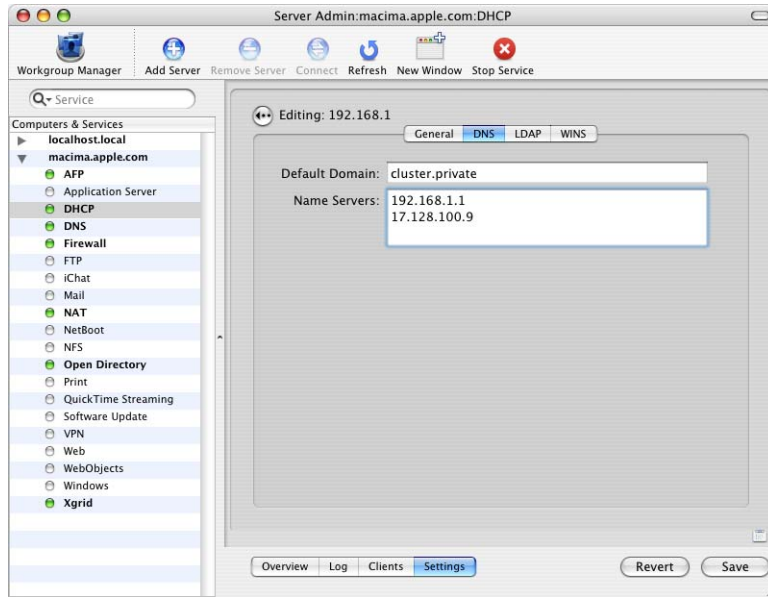 Server Admin:macima.apple.com:DHCP
Workgroup Manager Add Server Remove Server Connect Refresh New Window Stop Service
Service
Computers & Services
localhost.local
macima.apple.com
AFP
Application Server
DHCP
DNS
Firewall
FTP
iChat
Mail
NAT
NetBoot
NFS
Open Directory
Print
QuickTime Streaming
Software Update
VPN
Web
WebObjects
Windows
Xgrid
Editing: 192.168.1
General DNS LDAP WINS
Default Domain: cluster.private
Name Servers: 192.168.1.1
17.128.100.9
Overview Log Clients Settings Revert Save